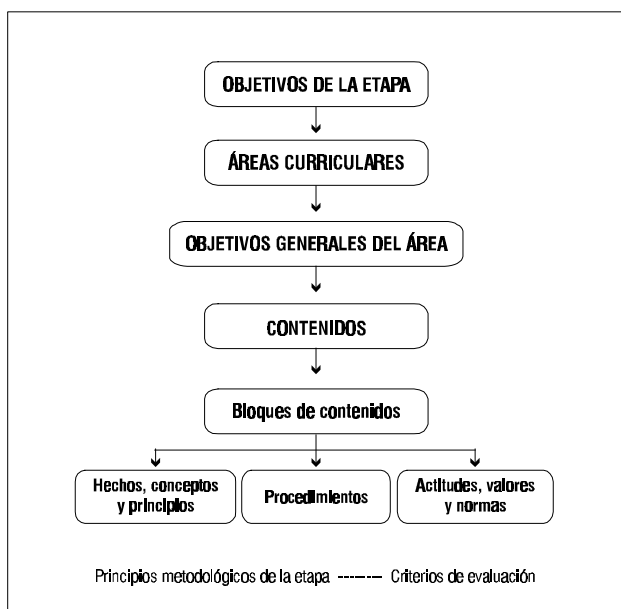 OBJETIVOS DE LA ETAPA
ÁREAS CURRICULARES
OBJETIVOS GENERALES DEL ÁREA
CONTENIDOS
Bloques de contenidos
Hechos, conceptos
y principios
Procedimientos
Actitudes, valores
y normas
Principios metodológicos de la etapa ------- Criterios de evaluación